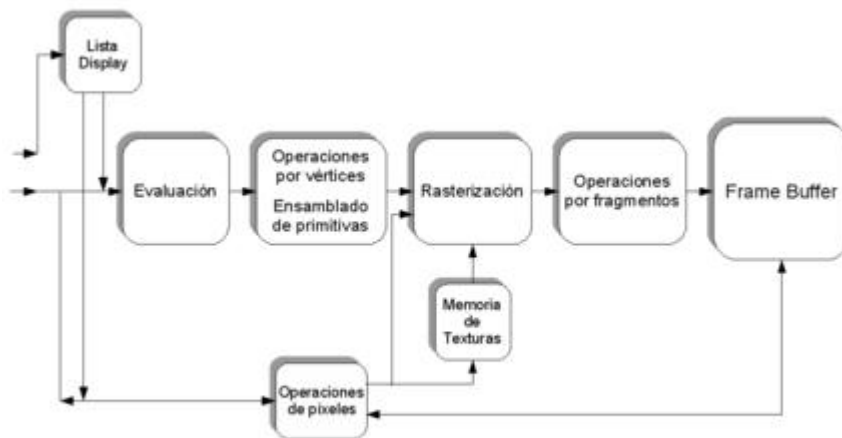 Lista
Display
Evaluación
Operaciones
por vértices
Ensamblado
de primitivas
Rasterización
Operaciones
por fragmentos
Frame Buffer
Memoria
de
Texturas
Operaciones
de pixeles